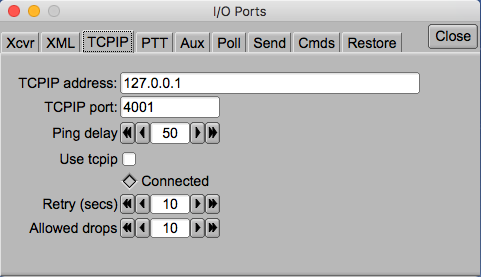 I/O Ports
Xcvr XML TCPIP PTT Aux Poll Send Cmds Restore Close
TCPIP address: 127.0.0.1
TCPIP port: 4001
Ping delay 50
Use tcpip
Connected
Retry (secs) 10
Allowed drops 10